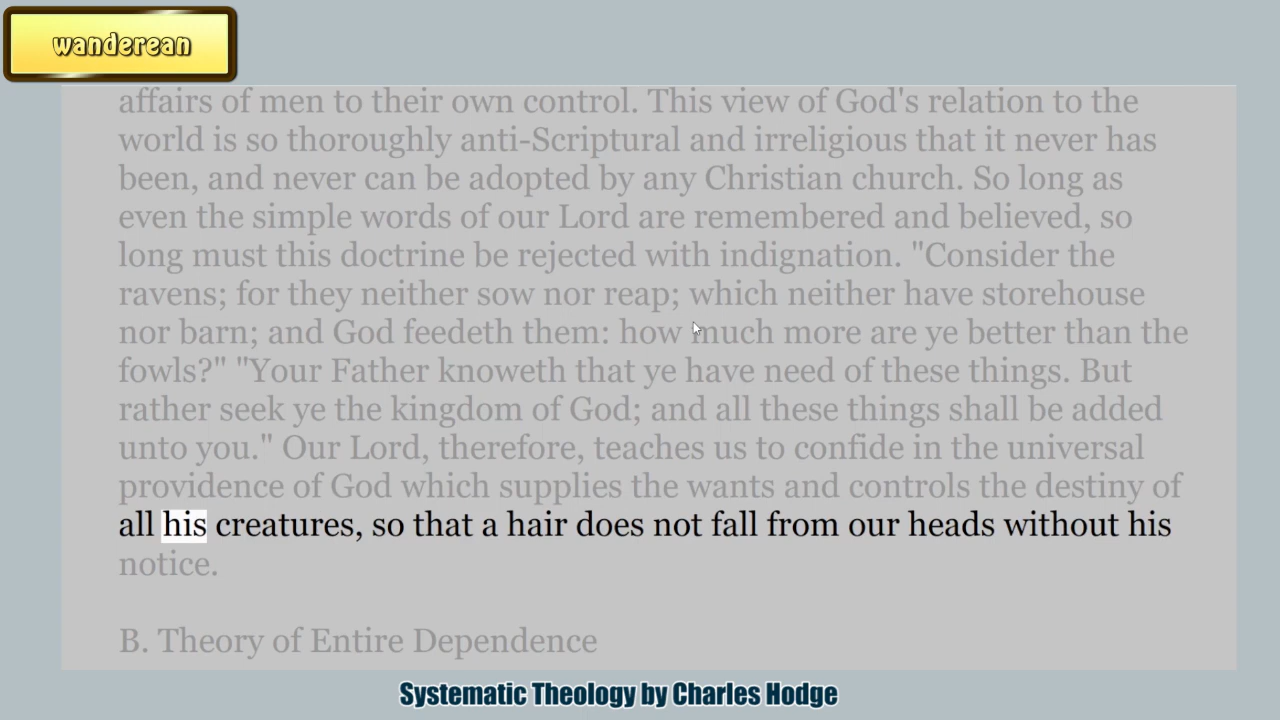 wanderean
affairs of men to their own control. This view of God's relation to the
world is so thoroughly anti-Scriptural and irreligious that it never has
been, and never can be adopted by any Christian church. So long as
even the simple words of our Lord are remembered and believed, so
long must this doctrine be rejected with indignation. "Consider the
ravens; for they neither sow nor reap; which neither have storehouse
nor barn; and God feedeth them: how much more are ye better than the
fowls?" "Your Father knoweth that ye have need of these things. But
rather seek ye the kingdom of God; and all these things shall be added
unto you." Our Lord, therefore, teaches us to confide in the universal
providence of God which supplies the wants and controls the destiny of
all his creatures, so that a hair does not fall from our heads without his
notice.
B. Theory of Entire Dependence
Systematic Theology by Charles Hodge